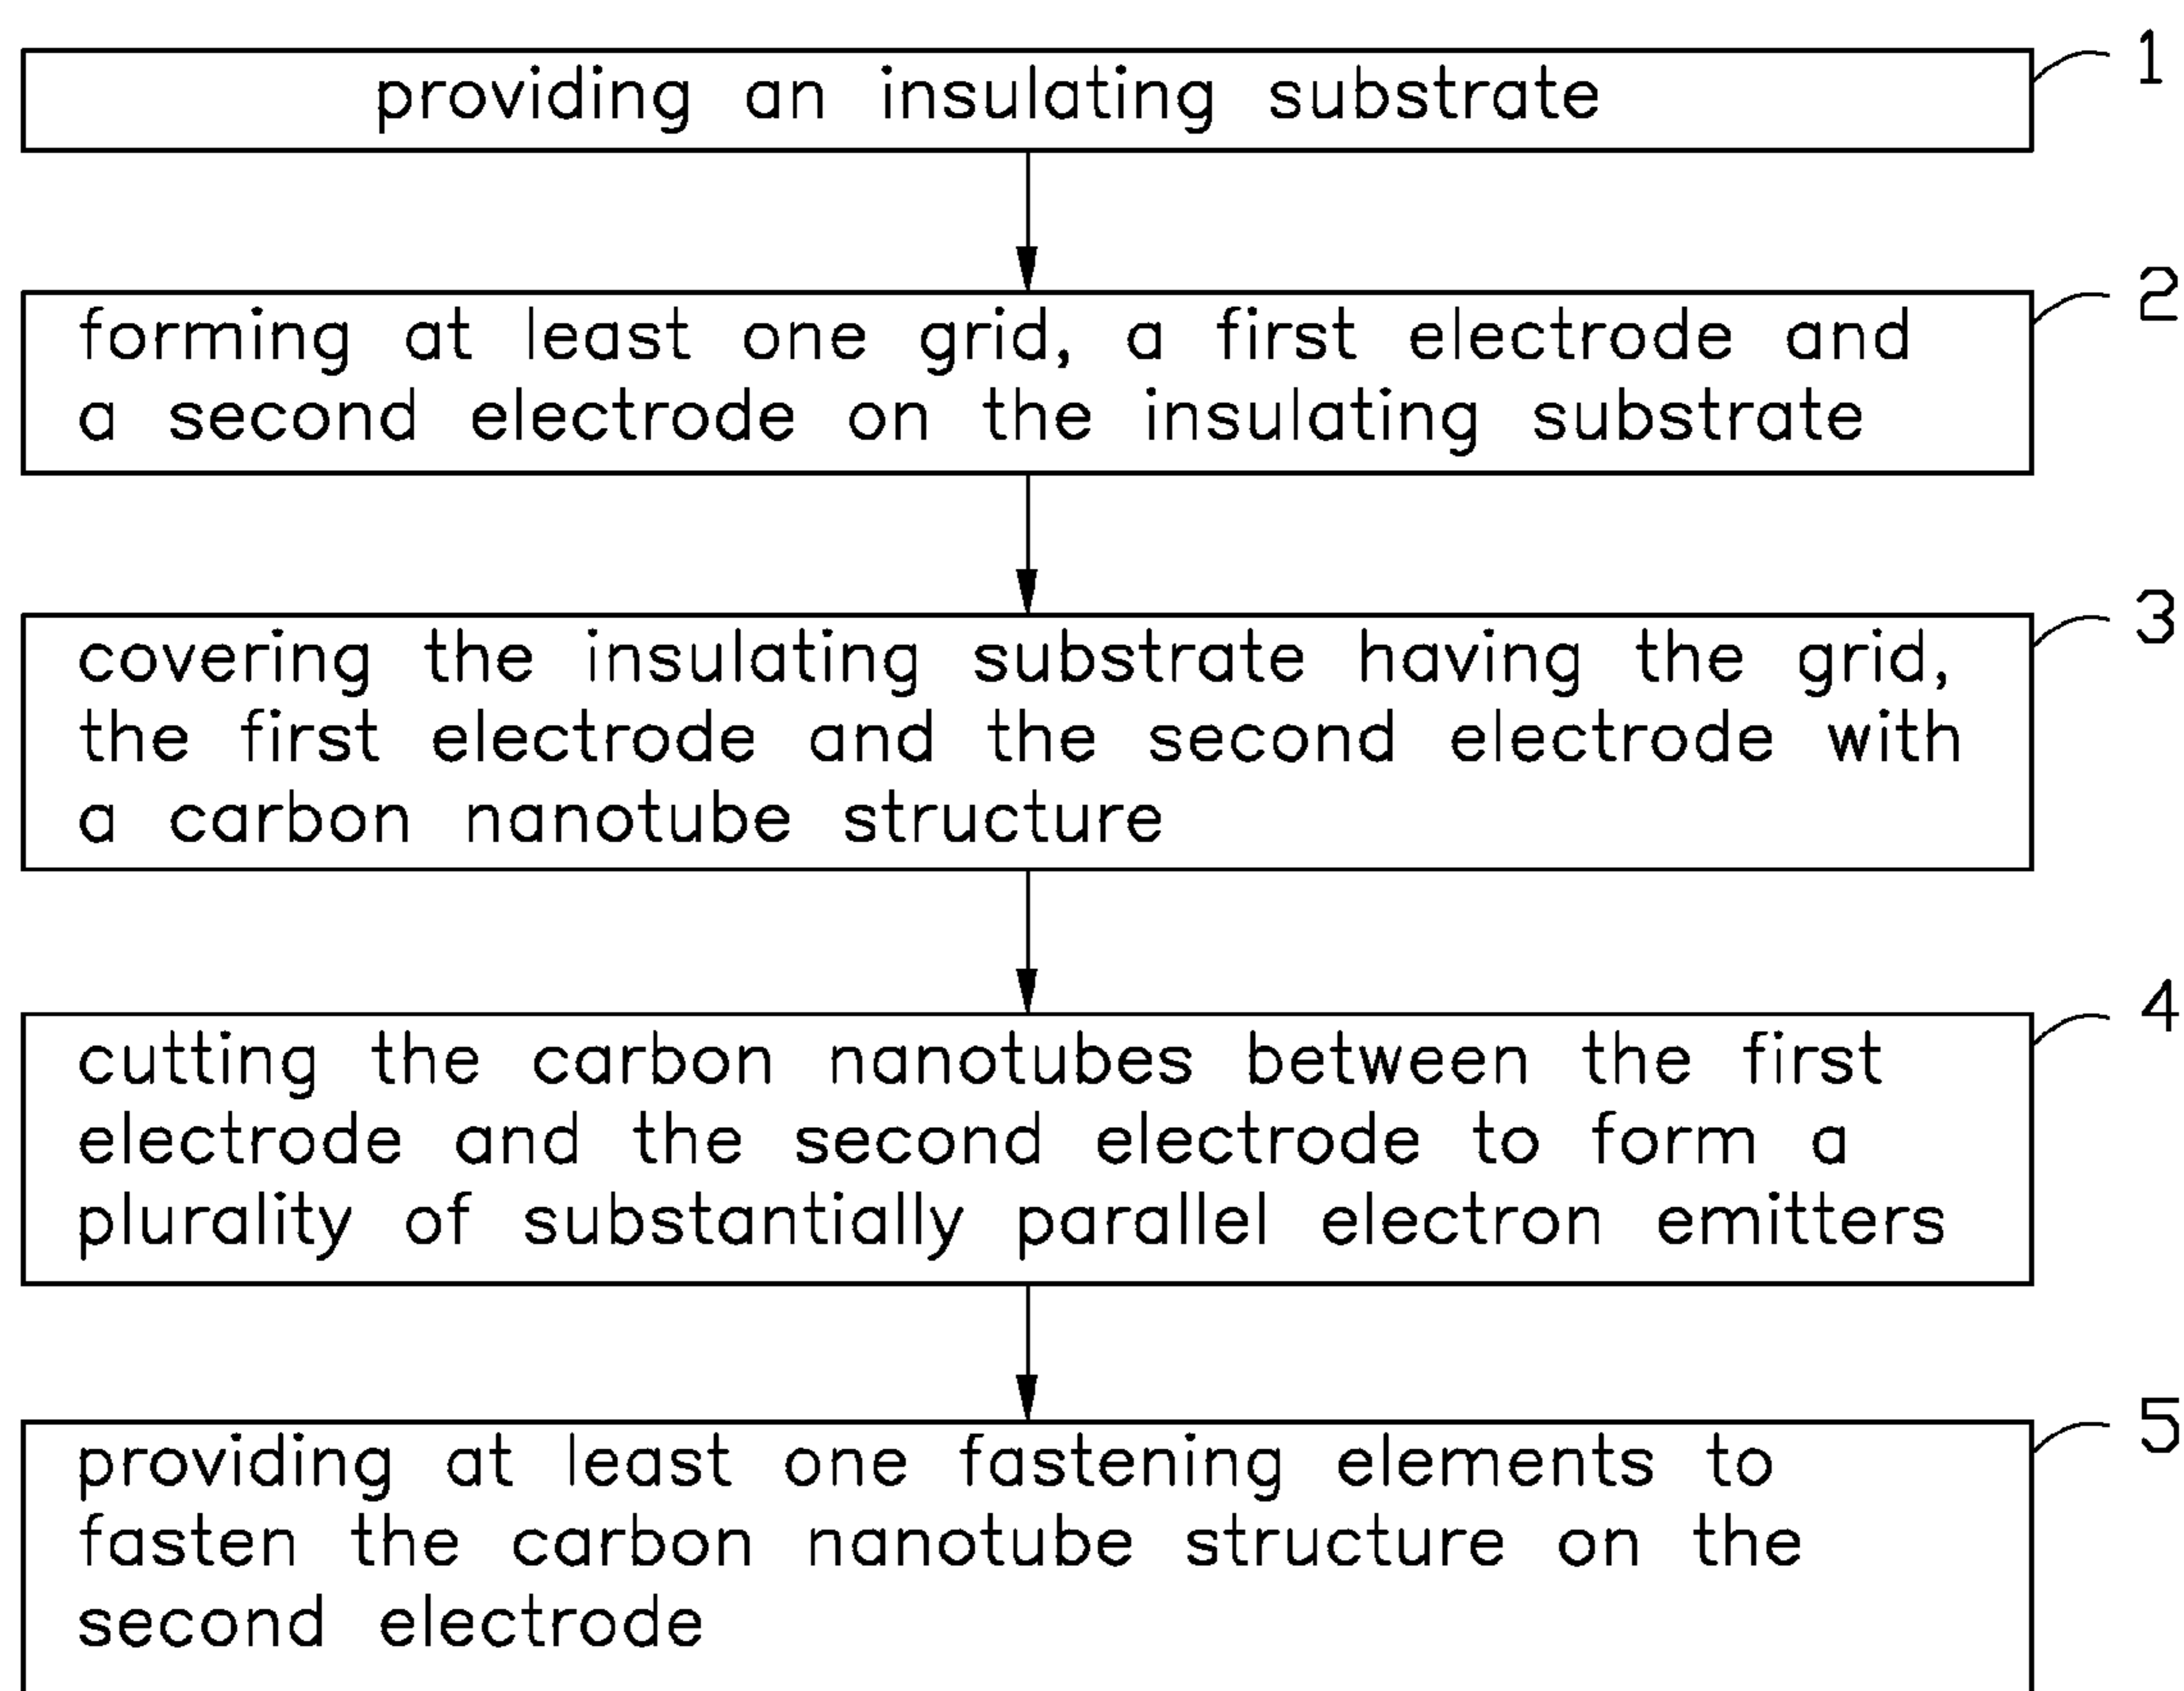 providing an insulating substrate
1
forming at least one grid, a first electrode and
a second electrode on the insulating substrate
2
covering the insulating substrate having the grid,
the first electrode and the second electrode with
a carbon nanotube structure
3
cutting the carbon nanotubes between the first
electrode and the second electrode to form a
plurality of substantially parallel electron emitters
4
providing at least one fastening elements to
fasten the carbon nanotube structure on the
second electrode
5